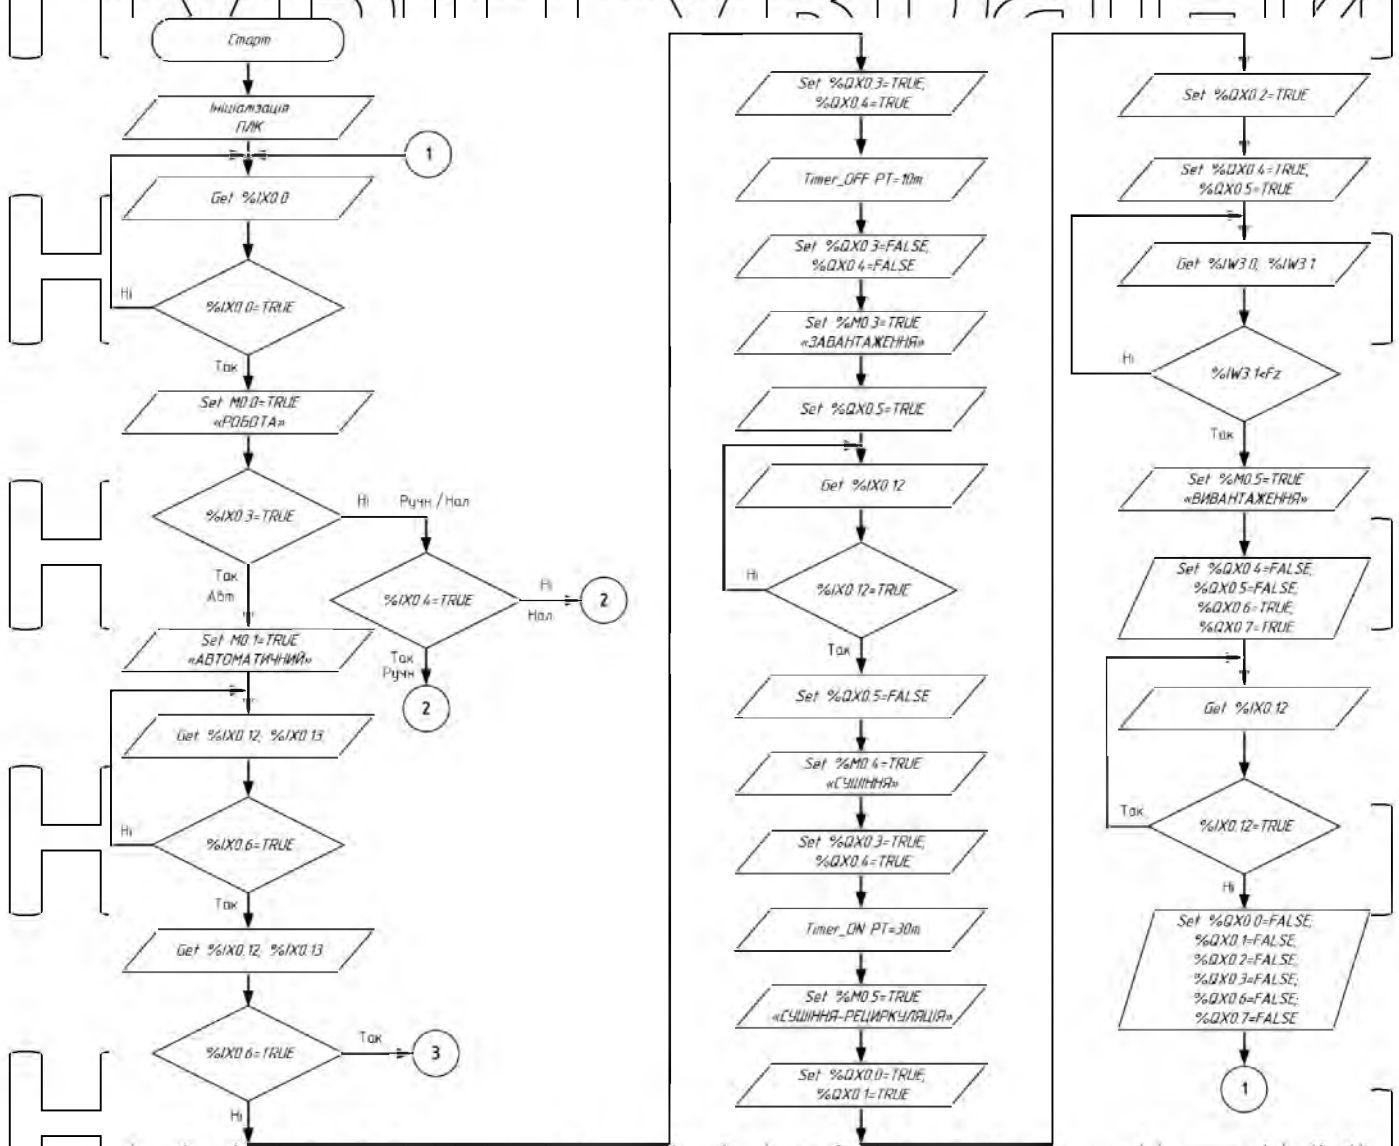 Старт
Ініціалізація
ПЛК
1
Get %IX0.0
%IX0.0=TRUE
Ні
Так
Set M0.0=TRUE
«РОБОТА»
%IX0.3=TRUE
Ні Ручн/Нал
Так
Авт
%IX0.4=TRUE
Ні
Нал
2
Так
Ручн
2
Set M0.1=TRUE
«АВТОМАТИЧНИЙ»
Get %IX0.12, %IX0.13
%IX0.6=TRUE
Ні
Так
Get %IX0.12, %IX0.13
%IX0.6=TRUE
Так
3
Ні
Set %QX0.3=TRUE,
%QX0.4=TRUE
Timer_OFF PT=10m
Set %QX0.3=FALSE,
%QX0.4=FALSE
Set %M0.3=TRUE
«ЗАВАНТАЖЕННЯ»
Set %QX0.5=TRUE
Get %IX0.12
%IX0.12=TRUE
Ні
Так
Set %QX0.5=FALSE
Set %M0.4=TRUE
«СУШІННЯ»
Set %QX0.3=TRUE,
%QX0.4=TRUE
Timer_ON PT=30m
Set %M0.5=TRUE
«СУШІННЯ-РЕЦИРКУЛЯЦІЯ»
Set %QX0.0=TRUE,
%QX0.1=TRUE
Set %QX0.2=TRUE
Set %QX0.4=TRUE,
%QX0.5=TRUE
Get %IW3.0, %IW3.1
%IW3.1<Fz
Ні
Так
Set %M0.5=TRUE
«ВИВАНТАЖЕННЯ»
Set %QX0.4=FALSE,
%QX0.5=FALSE,
%QX0.6=TRUE,
%QX0.7=TRUE
Get %IX0.12
%IX0.12=TRUE
Так
Ні
Set %QX0.0=FALSE,
%QX0.1=FALSE,
%QX0.2=FALSE,
%QX0.3=FALSE,
%QX0.6=FALSE,
%QX0.7=FALSE
1